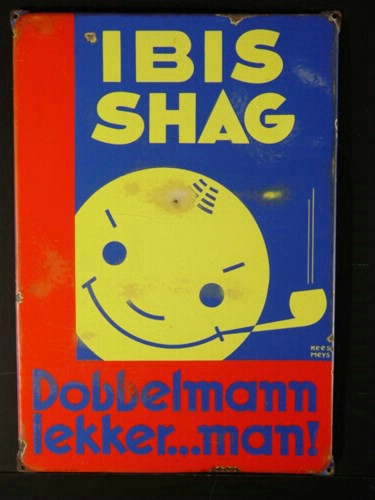 IBIS
SHAG
KEES
MEYS
Dobbelmann
lekker...man!